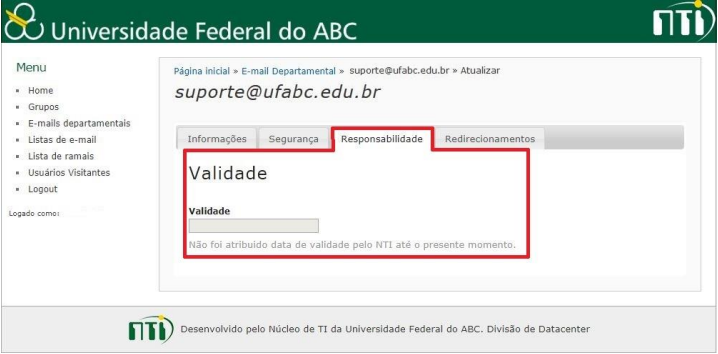 Universidade Federal do ABC
nti
Menu
Home
Grupos
E-mails departamentais
Listas de e-mail
Lista de ramais
Usuários Visitantes
Logout
Logado como:
Página inicial » E-mail Departamental » suporte@ufabc.edu.br » Atualizar
suporte@ufabc.edu.br
Informações Segurança Responsabilidade Redirecionamentos
Validade
Validade
Não foi atribuido data de validade pelo NTI até o presente momento.
nti Desenvolvido pelo Núcleo de TI da Universidade Federal do ABC. Divisão de Datacenter